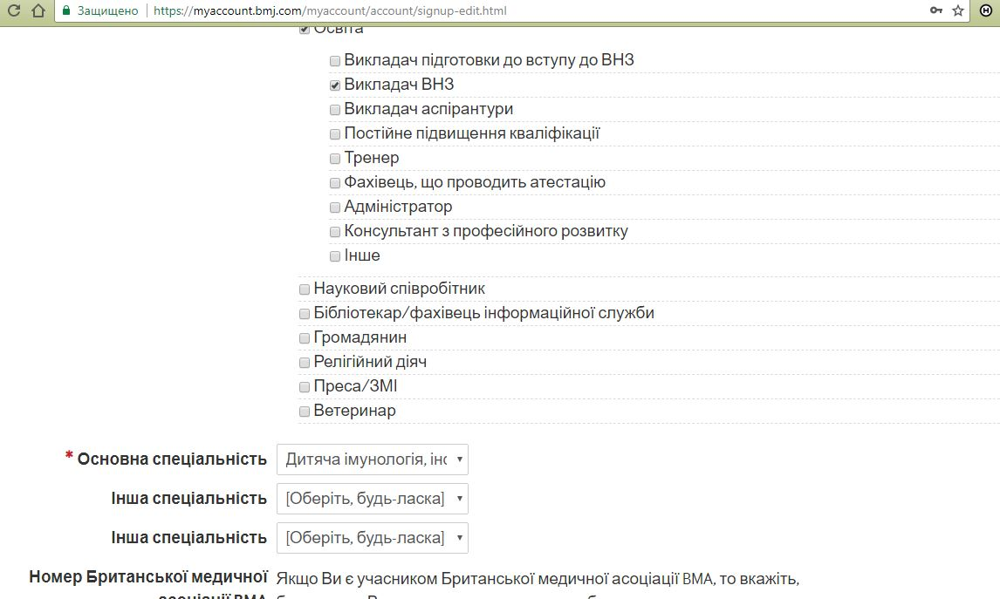 Защищено https://myaccount.bmj.com/myaccount/account/signup-edit.html
Освіта
Викладач підготовки до вступу до ВНЗ
Викладач ВНЗ
Викладач аспірантури
Постійне підвищення кваліфікації
Тренер
Фахівець, що проводить атестацію
Адміністратор
Консультант з професійного розвитку
Інше
Науковий співробітник
Бібліотекар/фахівець інформаційної служби
Громадянин
Релігійний діяч
Преса/ЗМІ
Ветеринар
* Основна спеціальність Дитяча імунологія, інс
Інша спеціальність [Оберіть, будь-ласка]
Інша спеціальність [Оберіть, будь-ласка]
Номер Британської медичної Якщо Ви є учасником Британської медичної асоціації BMA, то вкажіть,
асоціації BMA